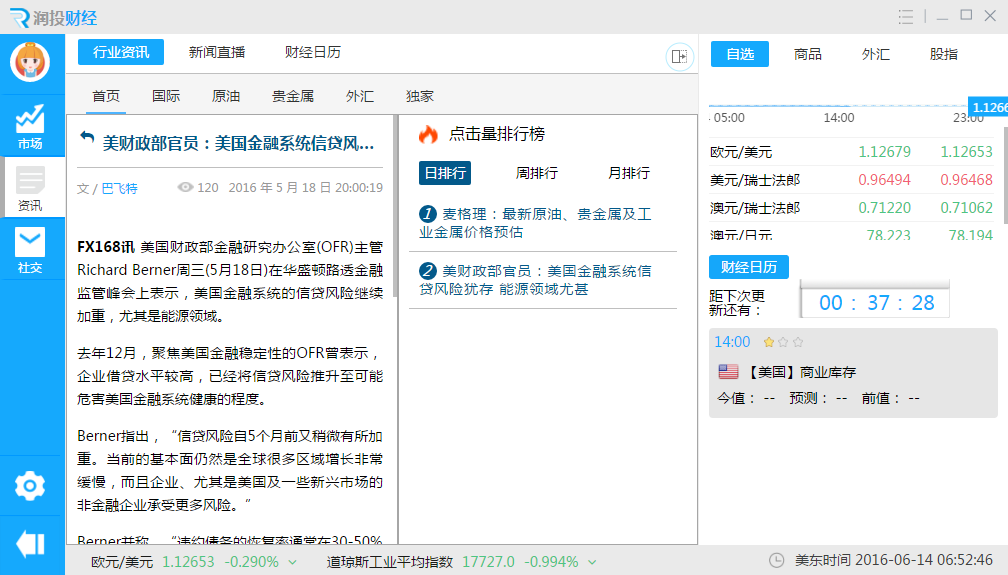 润投财经
市场
资讯
社交
行业资讯 新闻直播 财经日历
首页 国际 原油 贵金属 外汇 独家
美财政部官员：美国金融系统信贷风...
文 / 巴飞特 120 2016 年 5 月 18 日 20:00:19
FX168讯 美国财政部金融研究办公室(OFR)主管
Richard Berner周三(5月18日)在华盛顿路透金融
监管峰会上表示，美国金融系统的信贷风险继续
加重，尤其是能源领域。
去年12月，聚焦美国金融稳定性的OFR曾表示，
企业借贷水平较高，已经将信贷风险推升至可能
危害美国金融系统健康的程度。
Berner指出，“信贷风险自5个月前又稍微有所加
重。当前的基本面仍然是全球很多区域增长非常
缓慢，而且企业、尤其是美国及一些新兴市场的
非金融企业承受更多风险。”
Berner并称，“违约债务的恢复率通常在30-50%
点击量排行榜
日排行 周排行 月排行
1 麦格理：最新原油、贵金属及工
业金属价格预估
2 美财政部官员：美国金融系统信
贷风险犹存 能源领域尤甚
自选 商品 外汇 股指
1.1266
05:00 14:00 23:00
欧元/美元 1.12679 1.12653
美元/瑞士法郎 0.96494 0.96468
澳元/瑞士法郎 0.71220 0.71062
澳元/日元 78.223 78.194
财经日历
距下次更
新还有： 00 : 37 : 28
14:00
【美国】商业库存
今值： -- 预测： -- 前值： --
欧元/美元 1.12653 -0.290% 道琼斯工业平均指数 17727.0 -0.994% 美东时间 2016-06-14 06:52:46